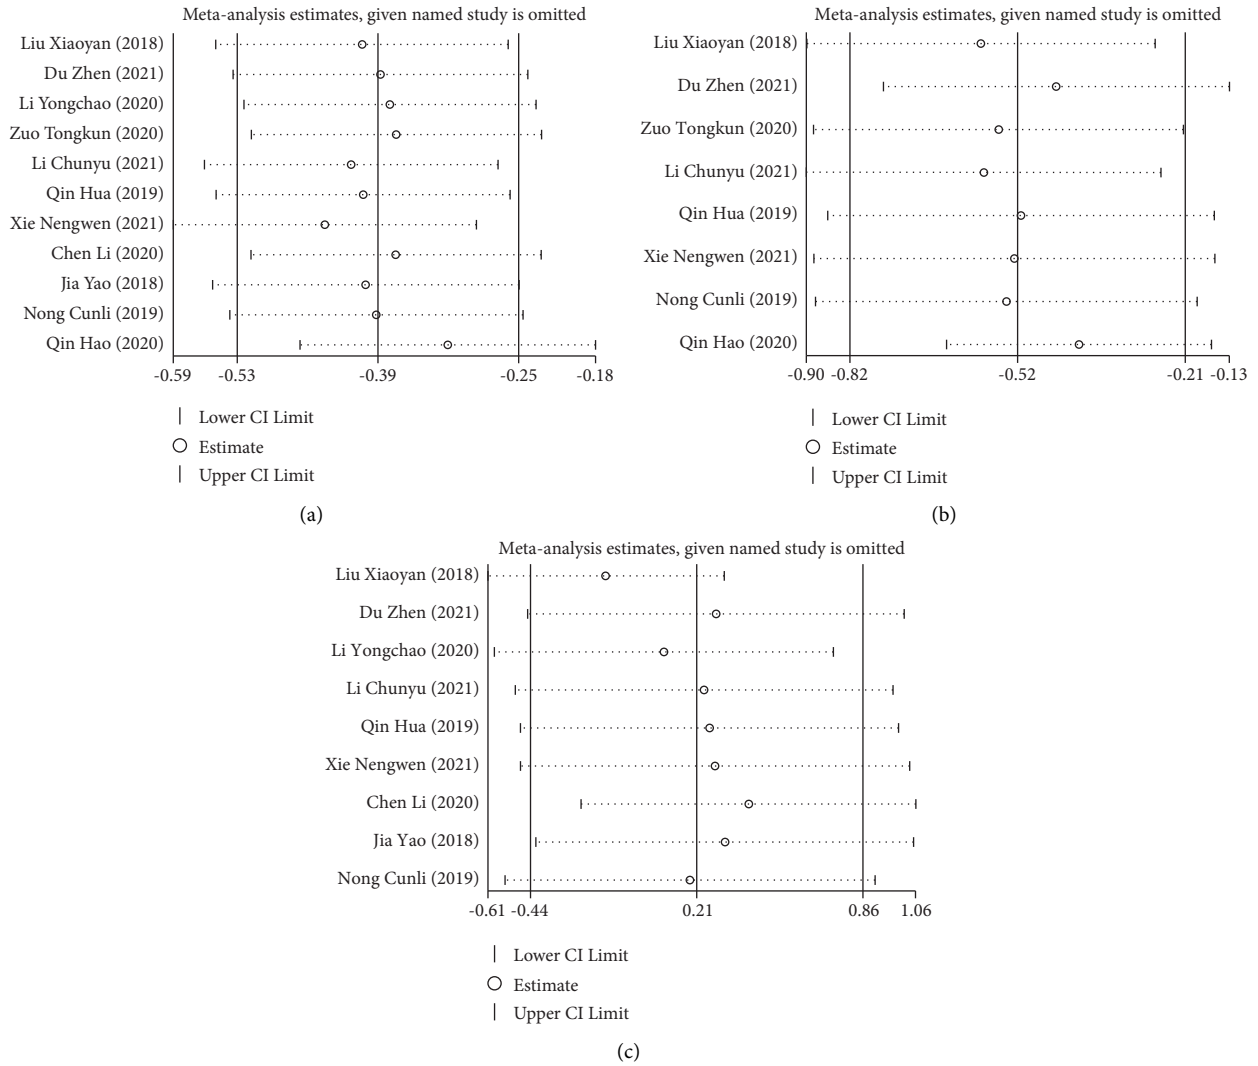 Meta-analysis estimates, given named study is omitted
Liu Xiaoyan (2018)
Du Zhen (2021)
Li Yongchao (2020)
Zuo Tongkun (2020)
Li Chunyu (2021)
Qin Hua (2019)
Xie Nengwen (2021)
Chen Li (2020)
Jia Yao (2018)
Nong Cunli (2019)
Qin Hao (2020)
-0.59 -0.53 -0.39 -0.25 -0.18
Lower CI Limit
Estimate
Upper CI Limit
(a)
Meta-analysis estimates, given named study is omitted
Liu Xiaoyan (2018)
Du Zhen (2021)
Zuo Tongkun (2020)
Li Chunyu (2021)
Qin Hua (2019)
Xie Nengwen (2021)
Nong Cunli (2019)
Qin Hao (2020)
-0.90 -0.82 -0.52 -0.21 -0.13
Lower CI Limit
Estimate
Upper CI Limit
(b)
Meta-analysis estimates, given named study is omitted
Liu Xiaoyan (2018)
Du Zhen (2021)
Li Yongchao (2020)
Li Chunyu (2021)
Qin Hua (2019)
Xie Nengwen (2021)
Chen Li (2020)
Jia Yao (2018)
Nong Cunli (2019)
-0.61 -0.44 0.21 0.86 1.06
Lower CI Limit
Estimate
Upper CI Limit
(c)